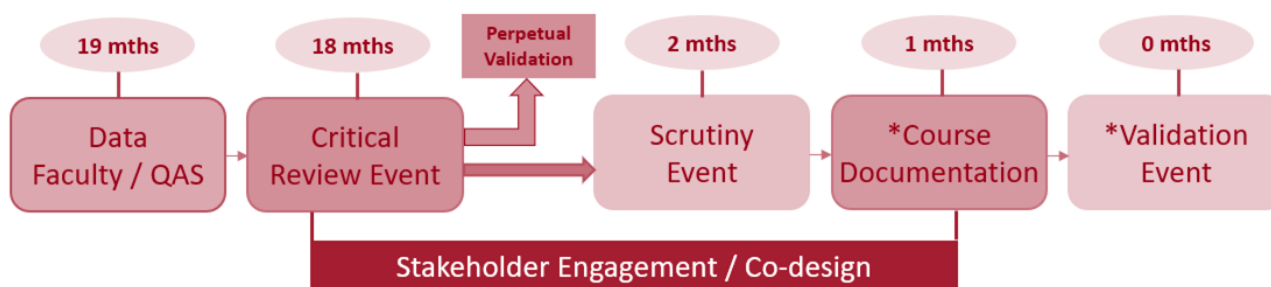 19 mths
18 mths
Perpetual
Validation
2 mths
1 mths
0 mths
Data
Faculty / QAS
Critical
Review Event
Scrutiny
Event
*Course
Documentation
*Validation
Event
Stakeholder Engagement / Co-design